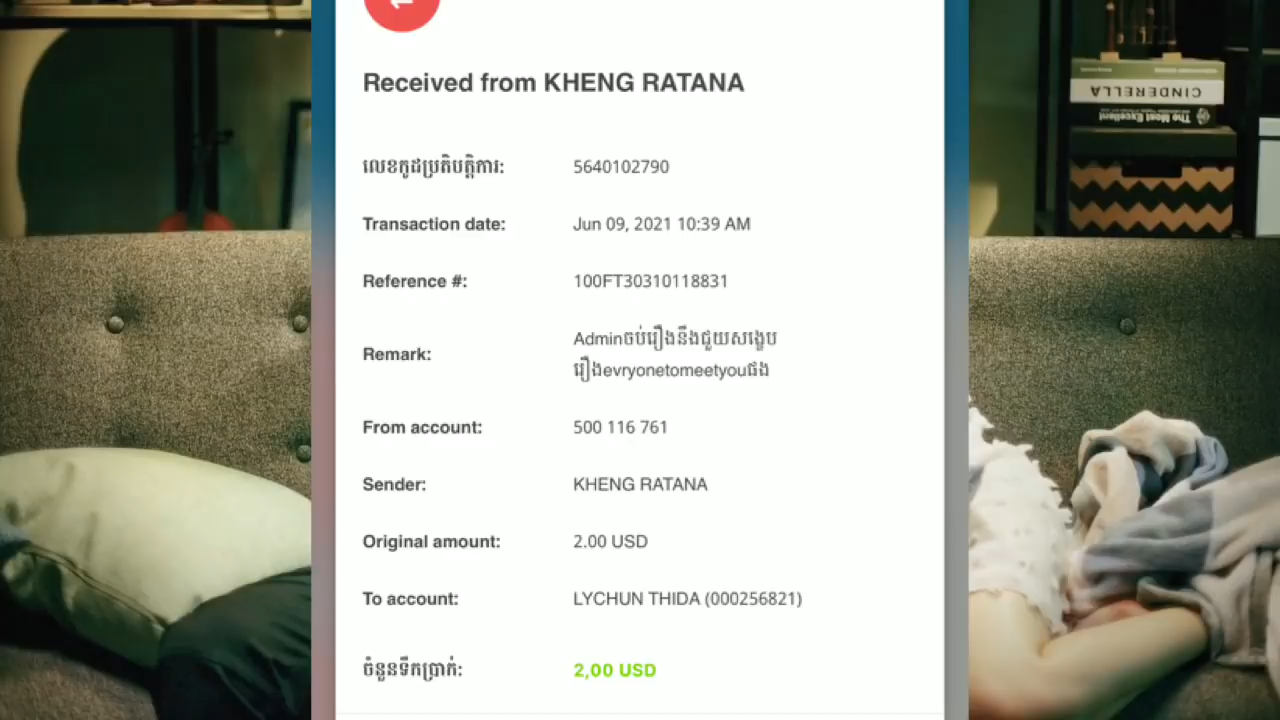 Received from KHENG RATANA
លេខកូដប្រតិបត្តិការ: 5640102790
Transaction date: Jun 09, 2021 10:39 AM
Reference #: 100FT30310118831
Remark: Adminចប់រឿងនឹងជួយសង្ខេប
រឿងevryonetomeetyouផង
From account: 500 116 761
Sender: KHENG RATANA
Original amount: 2.00 USD
To account: LYCHUN THIDA (000256821)
ចំនួនទឹកប្រាក់: 2,00 USD
CINDERELLA
The Most Excellent